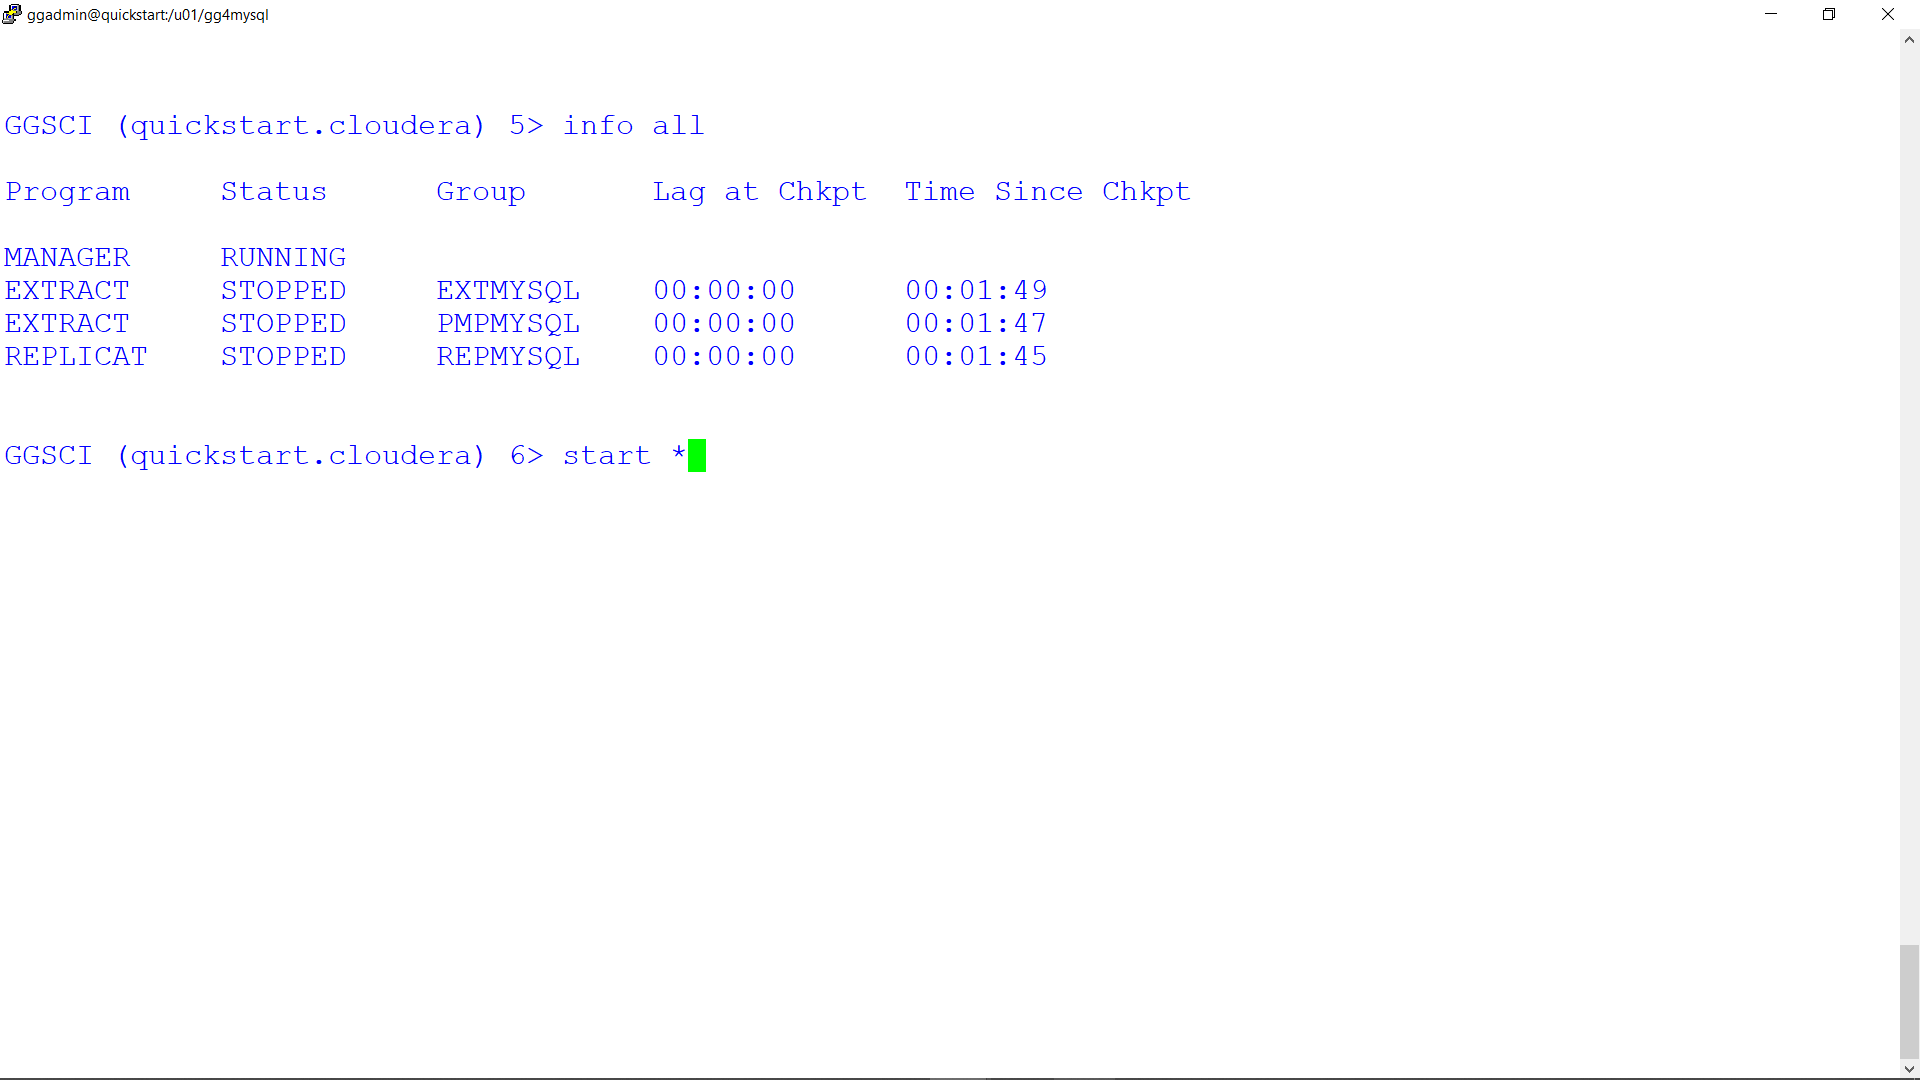 ggadmin@quickstart:/u01/gg4mysql
GGSCI (quickstart.cloudera) 5> info all
Program     Status      Group       Lag at Chkpt  Time Since Chkpt
MANAGER     RUNNING
EXTRACT     STOPPED     EXTMYSQL    00:00:00      00:01:49
EXTRACT     STOPPED     PMPMYSQL    00:00:00      00:01:47
REPLICAT    STOPPED     REPMYSQL    00:00:00      00:01:45
GGSCI (quickstart.cloudera) 6> start *